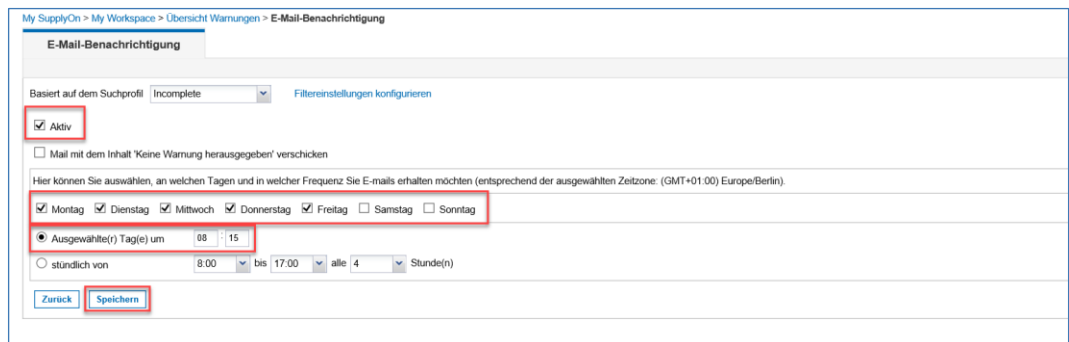 My SupplyOn > My Workspace > Übersicht Warnungen > E-Mail-Benachrichtigung
E-Mail-Benachrichtigung
Basiert auf dem Suchprofil Incomplete Filtereinstellungen konfigurieren
Aktiv
Mail mit dem Inhalt 'Keine Warnung herausgegeben' verschicken
Hier können Sie auswählen, an welchen Tagen und in welcher Frequenz Sie E-mails erhalten möchten (entsprechend der ausgewählten Zeitzone: (GMT+01:00) Europe/Berlin).
Montag Dienstag Mittwoch Donnerstag Freitag Samstag Sonntag
Ausgewählte(r) Tag(e) um 08 : 15
stündlich von 8:00 bis 17:00 alle 4 Stunde(n)
Zurück Speichern